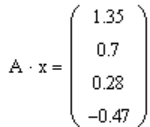 1.35
0.7
A · x =
0.28
−0.47